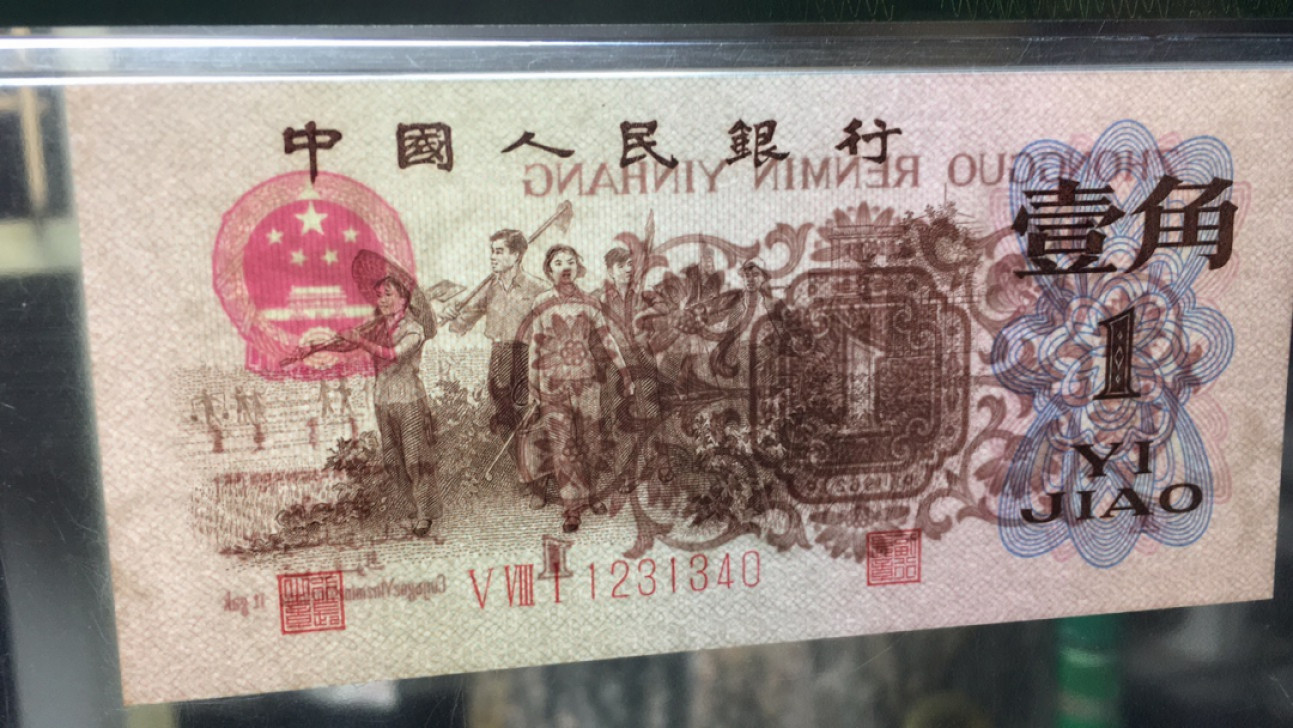 中國人民銀行
ZHONGGUO RENMIN YINHANG
壹角
1
YI
JIAO
V VIII I 1231340